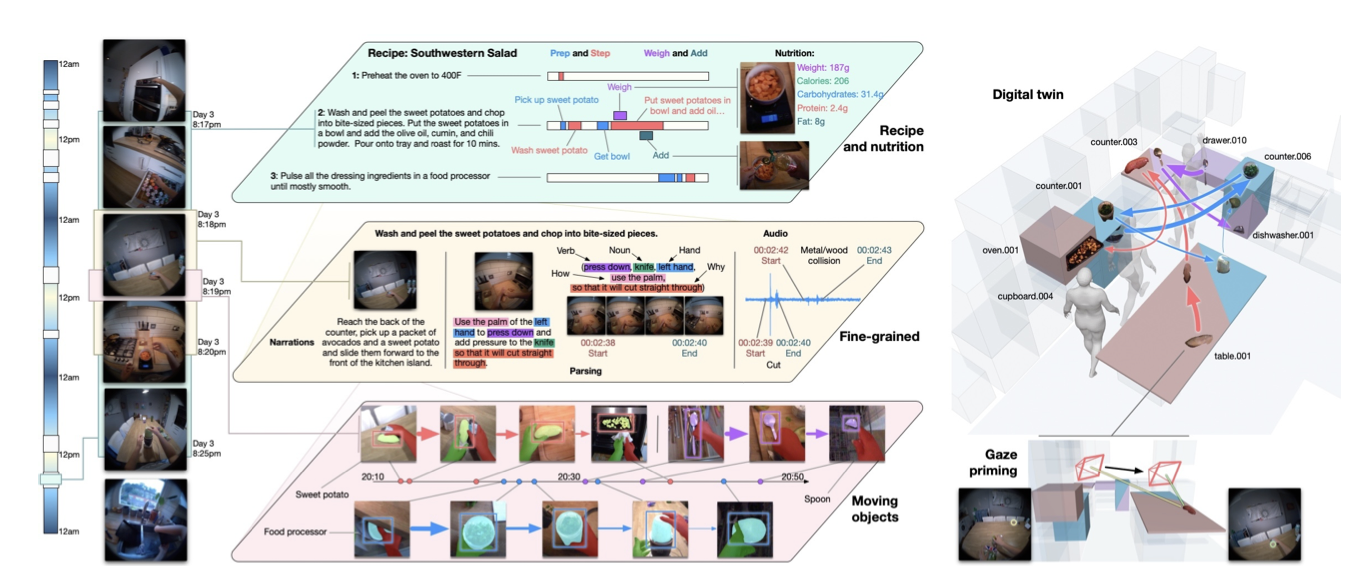 12am
12pm
12am
12pm
12am
12pm
12am
Day 3
8:17pm
Day 3
8:18pm
Day 3
8:19pm
Day 3
8:20pm
Day 3
8:25pm
Recipe: Southwestern Salad
Prep and Step
Weigh and Add
Nutrition:
1: Preheat the oven to 400F
Weigh
Pick up sweet potato
Put sweet potatoes in
bowl and add oil...
2: Wash and peel the sweet potatoes and chop
into bite-sized pieces. Put the sweet potatoes in
a bowl and add the olive oil, cumin, and chili
powder. Pour onto tray and roast for 10 mins.
Wash sweet potato
Get bowl
Add
3: Pulse all the dressing ingredients in a food processor
until mostly smooth.
Weight: 187g
Calories: 206
Carbohydrates: 31.4g
Protein: 2.4g
Fat: 8g
Recipe
and nutrition
Wash and peel the sweet potatoes and chop into bite-sized pieces.
Audio
Verb
Noun
Hand
How
Why
(press down, knife, left hand,
use the palm,
so that it will cut straight through)
00:02:42
Start
Metal/wood
collision
00:02:43
End
Narrations
Reach the back of the
counter, pick up a packet of
avocados and a sweet potato
and slide them forward to the
front of the kitchen island.
Use the palm of the left
hand to press down and
add pressure to the knife
so that it will cut straight
through.
00:02:38
Start
00:02:40
End
Parsing
00:02:39
Start
00:02:40
End
Cut
Fine-grained
20:10
20:30
20:50
Sweet potato
Spoon
Food processor
Moving
objects
Digital twin
counter.003
drawer.010
counter.006
counter.001
oven.001
dishwasher.001
cupboard.004
table.001
Gaze
priming